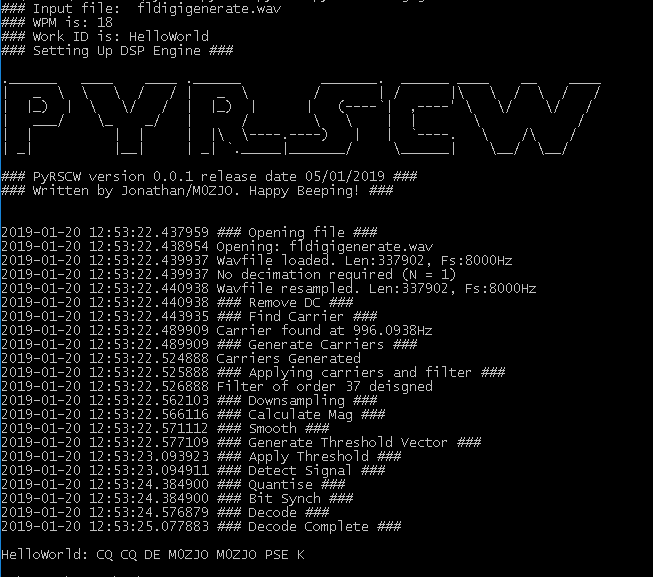 ### Input file:  fldigigenerate.wav
### WPM is: 18
### Work ID is: HelloWorld
### Setting Up DSP Engine ###
PYRSCW
### PyRSCW version 0.0.1 release date 05/01/2019 ###
### Written by Jonathan/M0ZJO. Happy Beeping! ###
2019-01-20 12:53:22.437959 ### Opening file ###
2019-01-20 12:53:22.438954 Opening: fldigigenerate.wav
2019-01-20 12:53:22.439937 Wavfile loaded. Len:337902, Fs:8000Hz
2019-01-20 12:53:22.439937 No decimation required (N = 1)
2019-01-20 12:53:22.440938 Wavfile resampled. Len:337902, Fs:8000Hz
2019-01-20 12:53:22.440938 ### Remove DC ###
2019-01-20 12:53:22.443935 ### Find Carrier ###
2019-01-20 12:53:22.489909 Carrier found at 996.0938Hz
2019-01-20 12:53:22.489909 ### Generate Carriers ###
2019-01-20 12:53:22.524888 Carriers Generated
2019-01-20 12:53:22.525888 ### Applying carriers and filter ###
2019-01-20 12:53:22.526888 Filter of order 37 deisgned
2019-01-20 12:53:22.562103 ### Downsampling ###
2019-01-20 12:53:22.566116 ### Calculate Mag ###
2019-01-20 12:53:22.571112 ### Smooth ###
2019-01-20 12:53:22.577109 ### Generate Threshold Vector ###
2019-01-20 12:53:23.093923 ### Apply Threshold ###
2019-01-20 12:53:23.094911 ### Detect Signal ###
2019-01-20 12:53:24.384900 ### Quantise ###
2019-01-20 12:53:24.384900 ### Bit Synch ###
2019-01-20 12:53:24.576879 ### Decode ###
2019-01-20 12:53:25.077883 ### Decode Complete ###
HelloWorld: CQ CQ DE M0ZJO M0ZJO PSE K